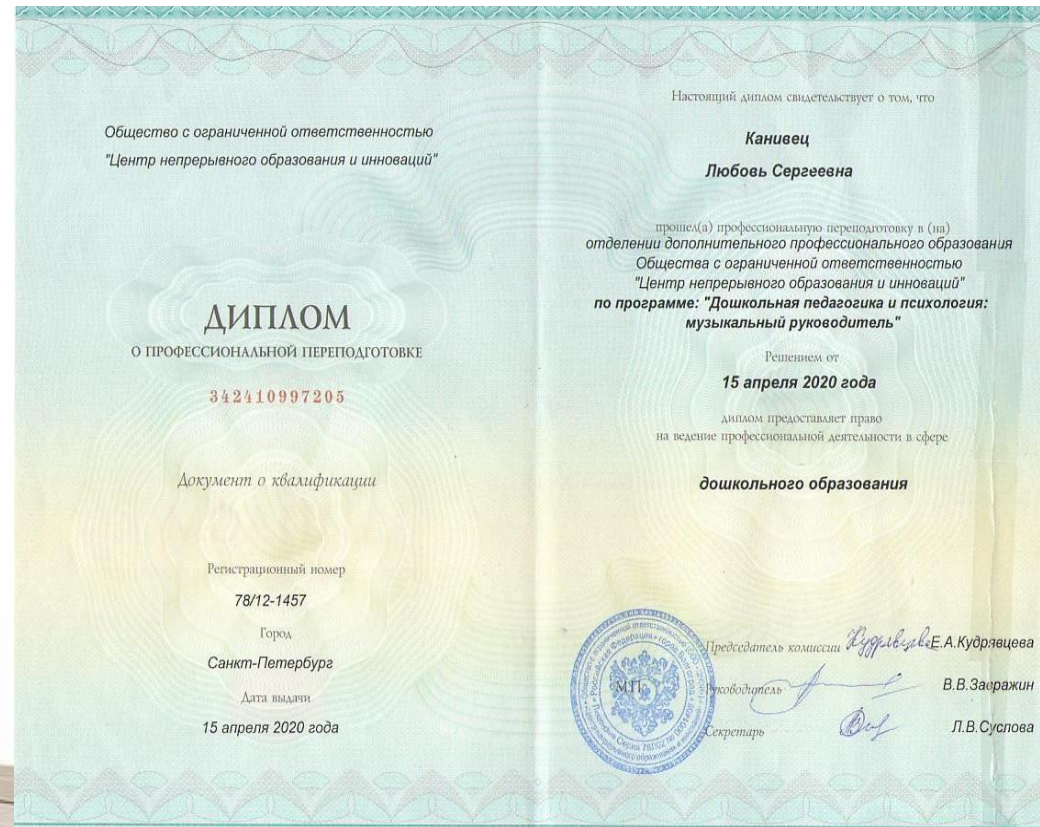 Общество с ограниченной ответственностью
"Центр непрерывного образования и инноваций"
ДИПЛОМ
О ПРОФЕССИОНАЛЬНОЙ ПЕРЕПОДГОТОВКЕ
342410997205
Документ о квалификации
Регистрационный номер
78/12-1457
Город
Санкт-Петербург
Дата выдачи
15 апреля 2020 года
Настоящий диплом свидетельствует о том, что
Канивец
Любовь Сергеевна
прошел(а) профессиональную переподготовку в (на)
отделении дополнительного профессионального образования
Общества с ограниченной ответственностью
"Центр непрерывного образования и инноваций"
по программе: "Дошкольная педагогика и психология:
музыкальный руководитель"
Решением от
15 апреля 2020 года
диплом предоставляет право
на ведение профессиональной деятельности в сфере
дошкольного образования
Председатель комиссии Е.А.Кудрявцева
М.П. Руководитель В.В.Завражин
Секретарь Л.В.Суслова